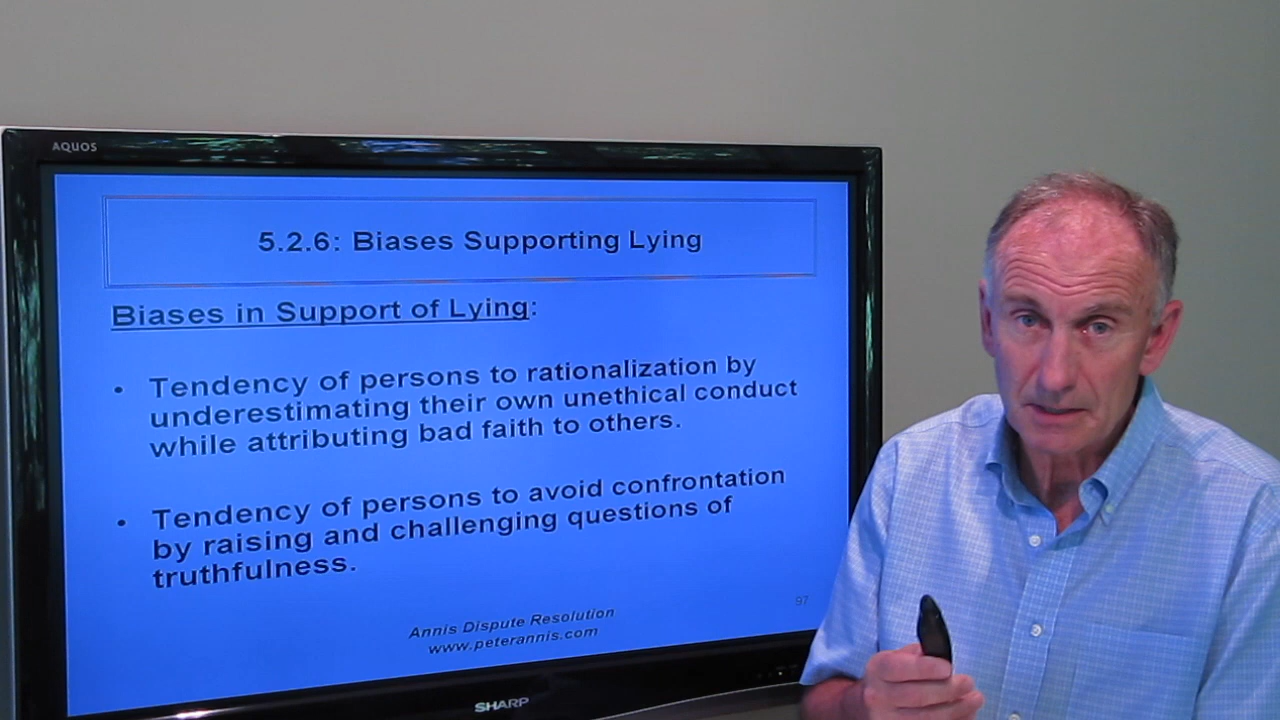 AQUOS
5.2.6: Biases Supporting Lying
Biases in Support of Lying:
• Tendency of persons to rationalization by
underestimating their own unethical conduct
while attributing bad faith to others.
• Tendency of persons to avoid confrontation
by raising and challenging questions of
truthfulness.
97
Annis Dispute Resolution
www.peterannis.com
SHARP